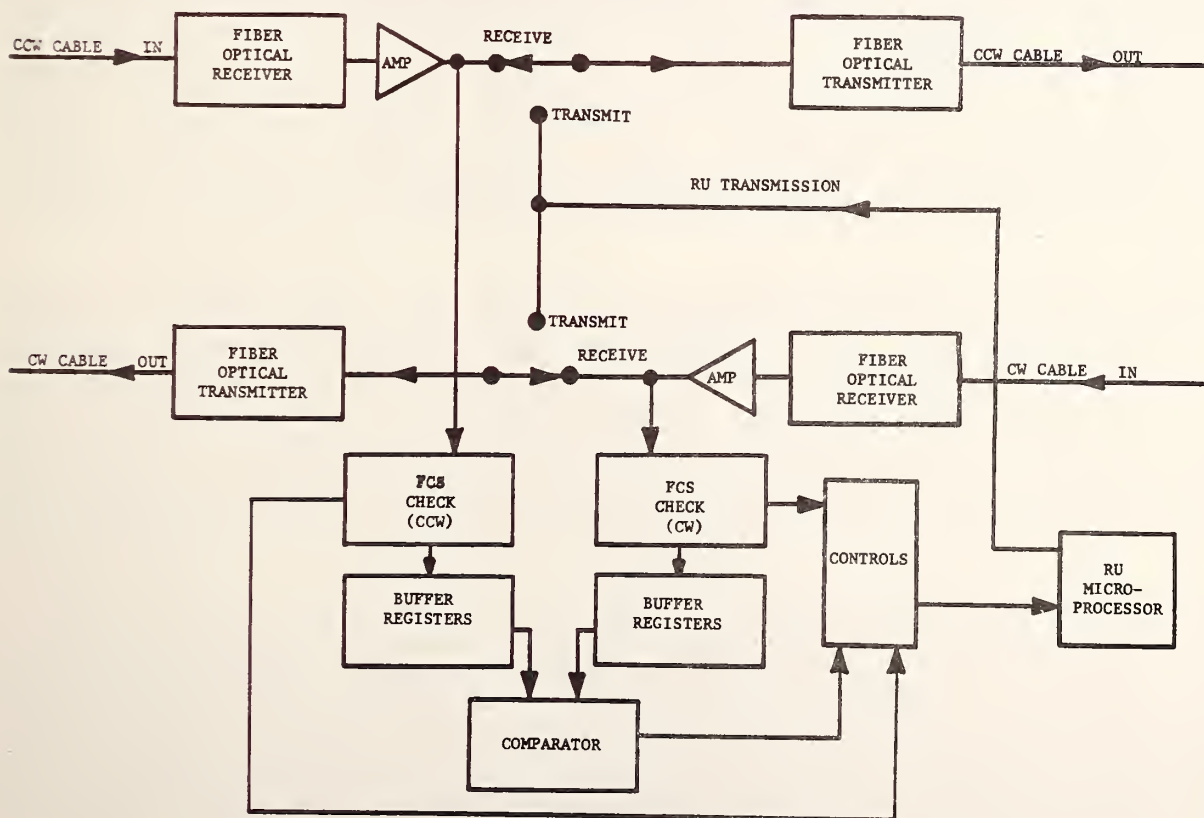 CCW CABLE IN
FIBER
OPTICAL
RECEIVER
AMP
RECEIVE
FIBER
OPTICAL
TRANSMITTER
CCW CABLE OUT
TRANSMIT
RU TRANSMISSION
TRANSMIT
CW CABLE OUT
FIBER
OPTICAL
TRANSMITTER
RECEIVE
AMP
FIBER
OPTICAL
RECEIVER
CW CABLE IN
FCS
CHECK
(CCW)
FCS
CHECK
(CW)
CONTROLS
RU
MICRO-
PROCESSOR
BUFFER
REGISTERS
BUFFER
REGISTERS
COMPARATOR